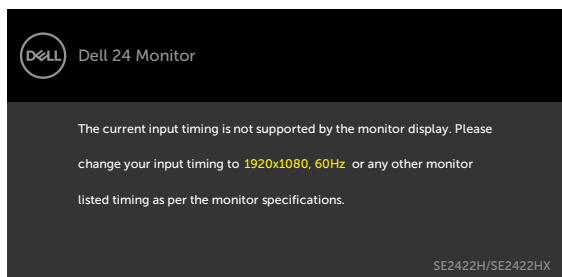 DELL Dell 24 Monitor
The current input timing is not supported by the monitor display. Please
change your input timing to 1920x1080, 60Hz or any other monitor
listed timing as per the monitor specifications.
SE2422H/SE2422HX